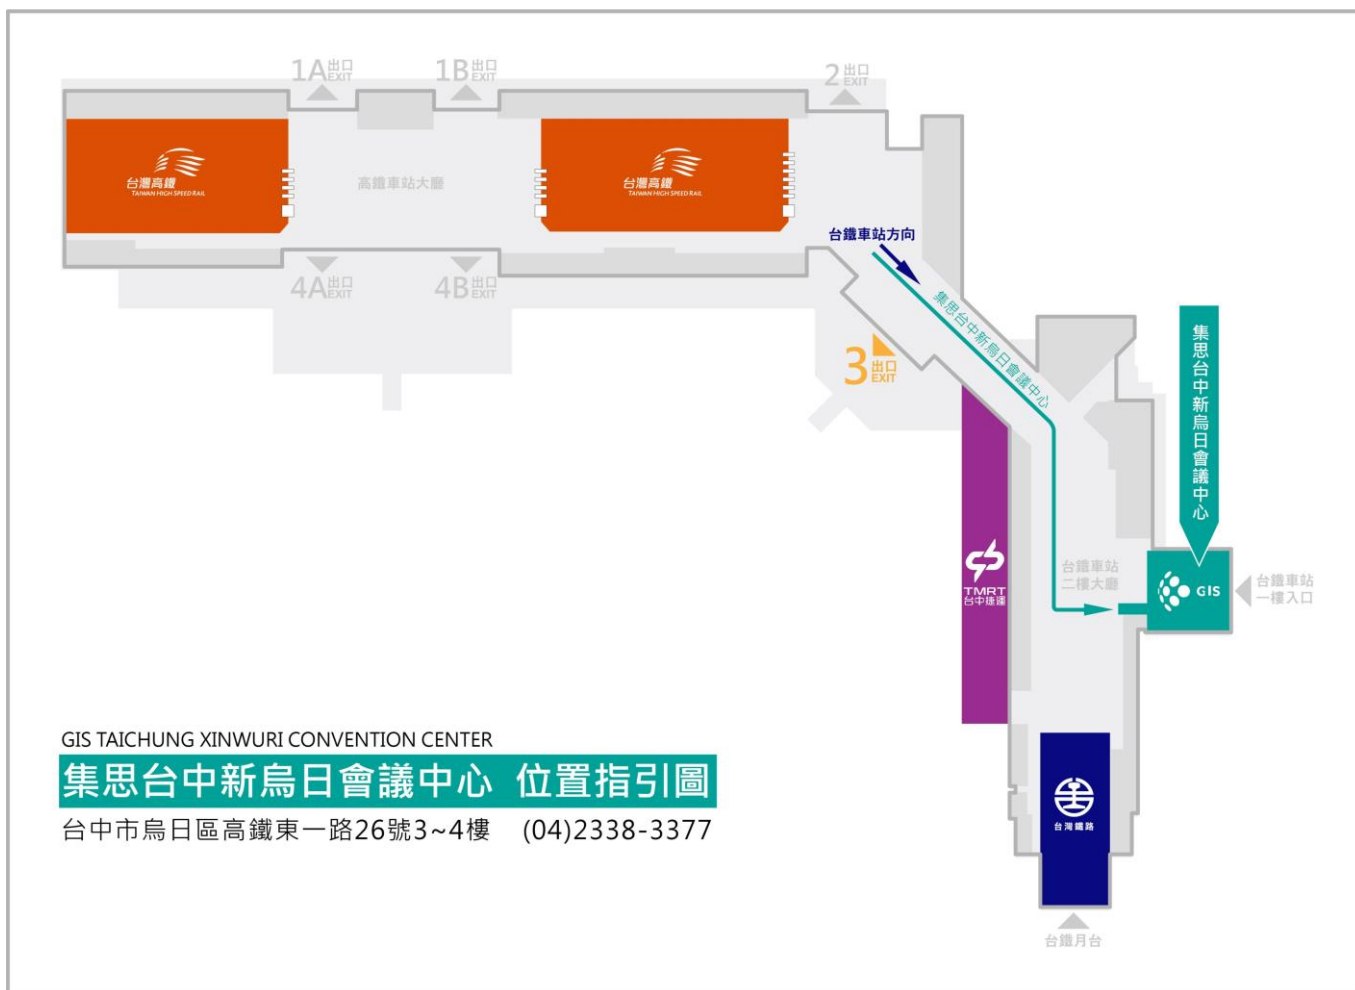 1A出口 EXIT
1B出口 EXIT
2出口 EXIT
台灣高鐵
TAIWAN HIGH SPEED RAIL
高鐵車站大廳
台灣高鐵
TAIWAN HIGH SPEED RAIL
台鐵車站方向
4A出口 EXIT
4B出口 EXIT
集思台中新烏日會議中心
3出口 EXIT
集思台中新烏日會議中心
TMRT
台中捷運
台鐵車站
二樓大廳
GIS
台鐵車站
一樓入口
GIS TAICHUNG XINWURI CONVENTION CENTER
集思台中新烏日會議中心 位置指引圖
台中市烏日區高鐵東一路26號3~4樓 (04)2338-3377
台灣鐵路
台鐵月台